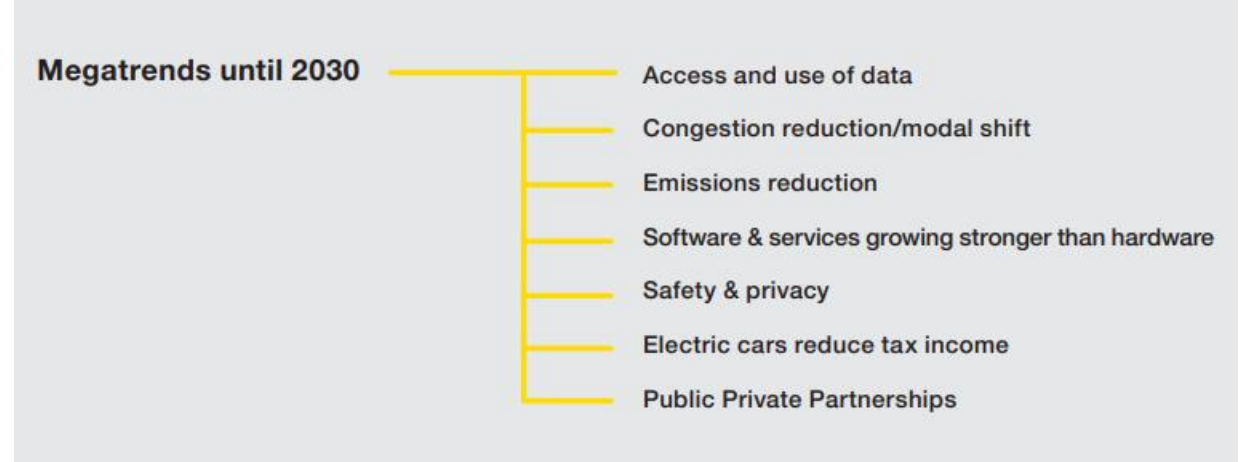 Megatrends until 2030
Access and use of data
Congestion reduction/modal shift
Emissions reduction
Software & services growing stronger than hardware
Safety & privacy
Electric cars reduce tax income
Public Private Partnerships